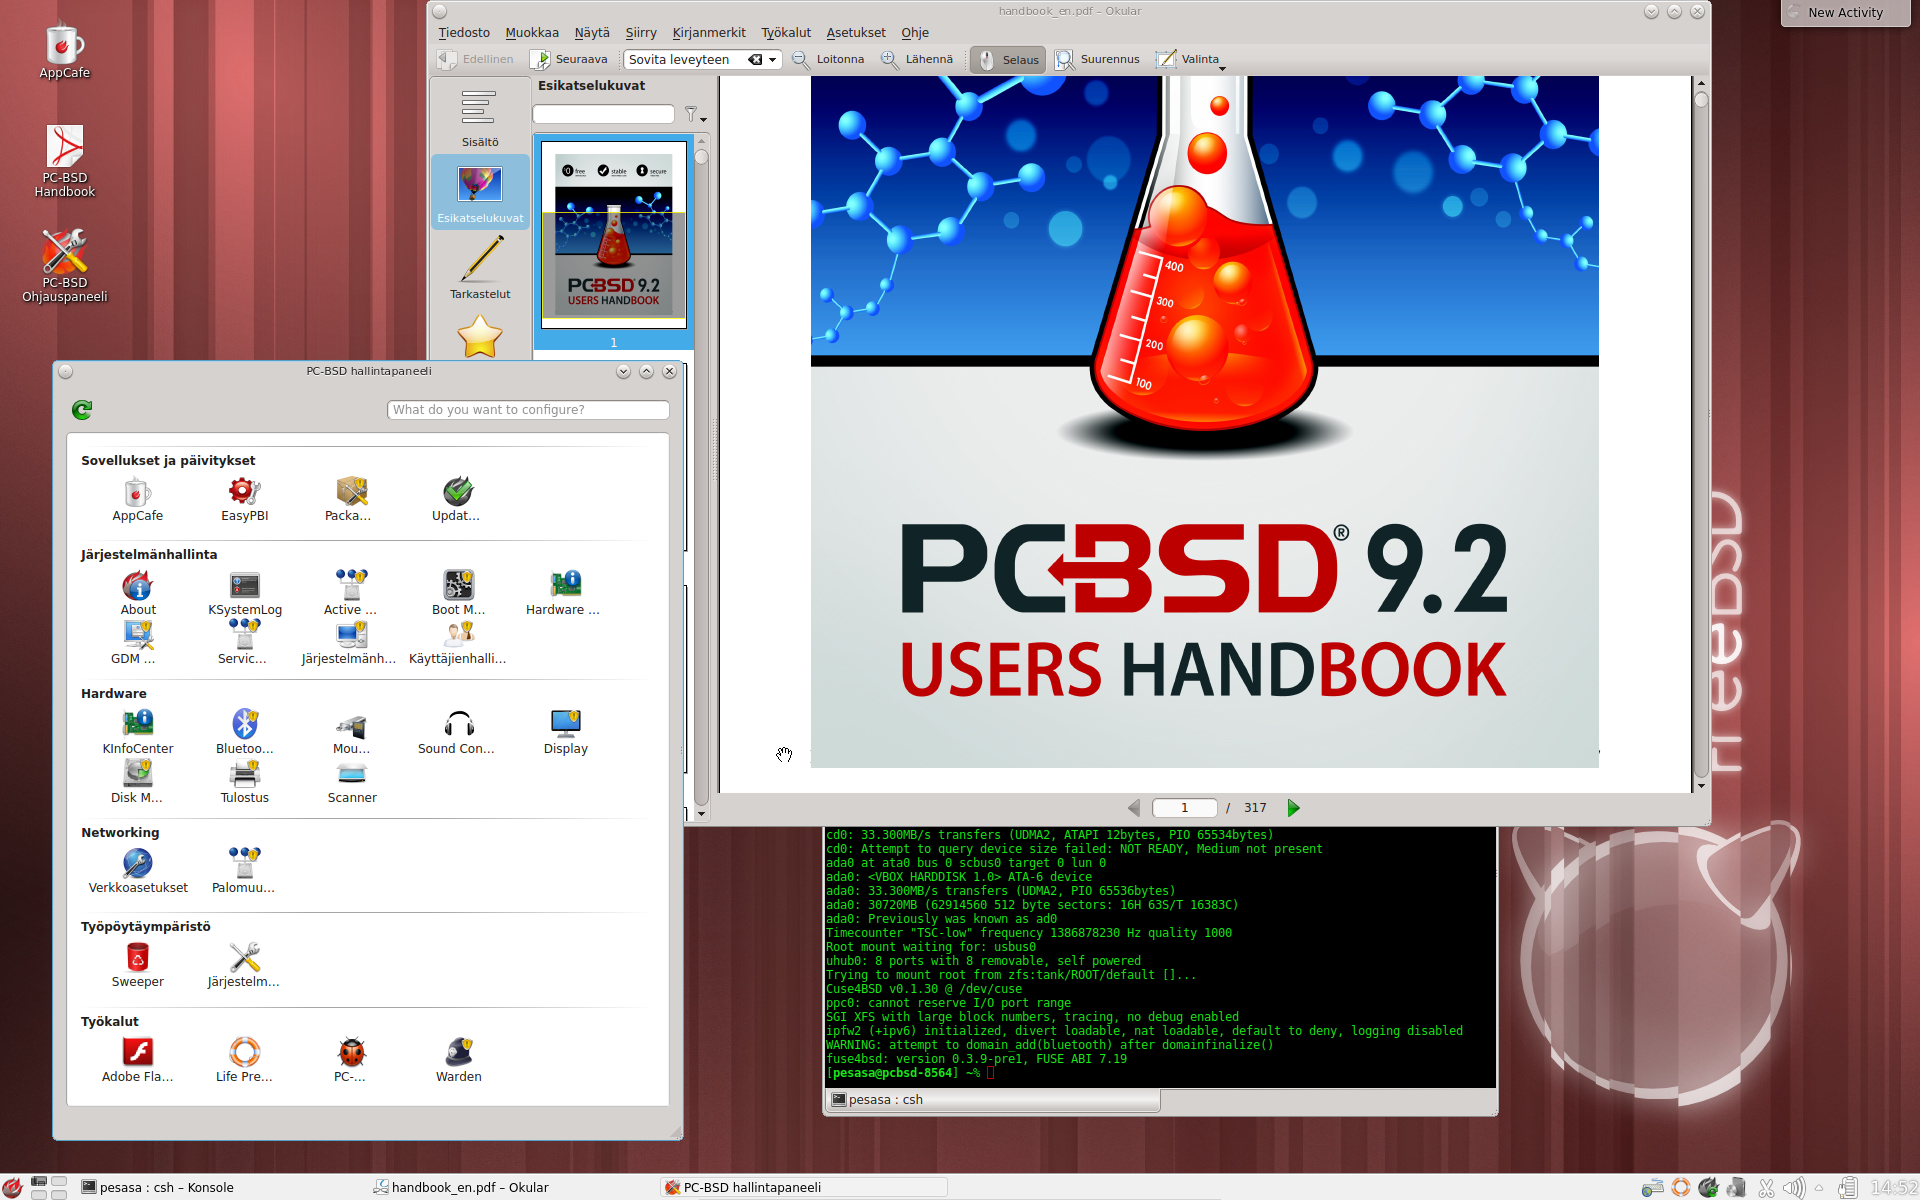 AppCafe
PC-BSD
Handbook
PC-BSD
Ohjauspaneeli
handbook_en.pdf – Okular
Tiedosto Muokkaa Näytä Siirry Kirjanmerkit Työkalut Asetukset Ohje
Edellinen Seuraava Sovita leveyteen Loitonna Lähennä Selaus Suurennus Valinta
New Activity
Sisältö
Esikatselukuvat
Tarkastelut
Esikatselukuvat
free stable secure
PCBSD 9.2
USERS HANDBOOK
1
400
300
200
100
PCBSD® 9.2
USERS HANDBOOK
1 / 317
PC-BSD hallintapaneeli
What do you want to configure?
Sovellukset ja päivitykset
AppCafe EasyPBI Packa... Updat...
Järjestelmänhallinta
About KSystemLog Active ... Boot M... Hardware ...
GDM ... Servic... Järjestelmänh... Käyttäjienhalli...
Hardware
KInfoCenter Bluetoo... Mou... Sound Con... Display
Disk M... Tulostus Scanner
Networking
Verkkoasetukset Palomuu...
Työpöytäympäristö
Sweeper Järjestelm...
Työkalut
Adobe Fla... Life Pre... PC-... Warden
cd0: 33.300MB/s transfers (UDMA2, ATAPI 12bytes, PIO 65534bytes)
cd0: Attempt to query device size failed: NOT READY, Medium not present
ada0 at ata0 bus 0 scbus0 target 0 lun 0
ada0: <VBOX HARDDISK 1.0> ATA-6 device
ada0: 33.300MB/s transfers (UDMA2, PIO 65536bytes)
ada0: 30720MB (62914560 512 byte sectors: 16H 63S/T 16383C)
ada0: Previously was known as ad0
Timecounter "TSC-low" frequency 1386878230 Hz quality 1000
Root mount waiting for: usbus0
uhub0: 8 ports with 8 removable, self powered
Trying to mount root from zfs:tank/ROOT/default []...
Cuse4BSD v0.1.30 @ /dev/cuse
ppc0: cannot reserve I/O port range
SGI XFS with large block numbers, tracing, no debug enabled
ipfw2 (+ipv6) initialized, divert loadable, nat loadable, default to deny, logging disabled
WARNING: attempt to domain_add(bluetooth) after domainfinalize()
fuse4bsd: version 0.3.9-pre1, FUSE ABI 7.19
[pesasa@pcbsd-8564] ~%
pesasa : csh
FreeBSD
pesasa : csh – Konsole handbook_en.pdf – Okular PC-BSD hallintapaneeli 14:52